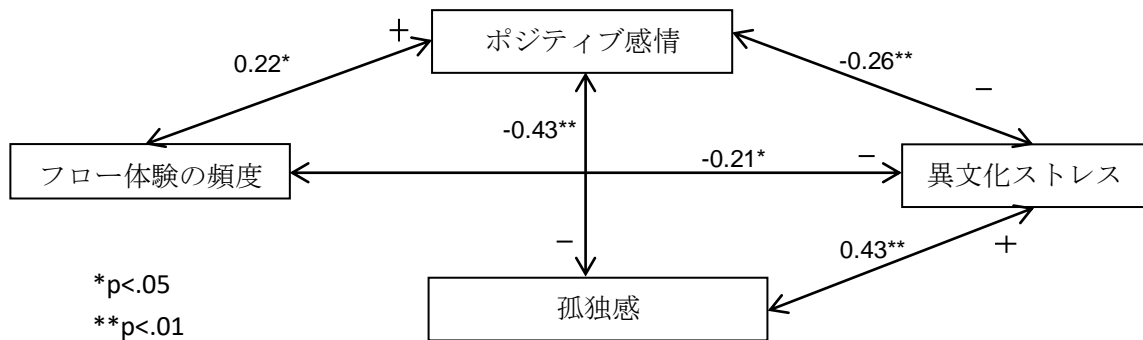 ポジティブ感情
+
0.22*
-0.26**
−
-0.43**
フロー体験の頻度
-0.21*
−
異文化ストレス
−
0.43**
+
*p<.05
孤独感
**p<.01